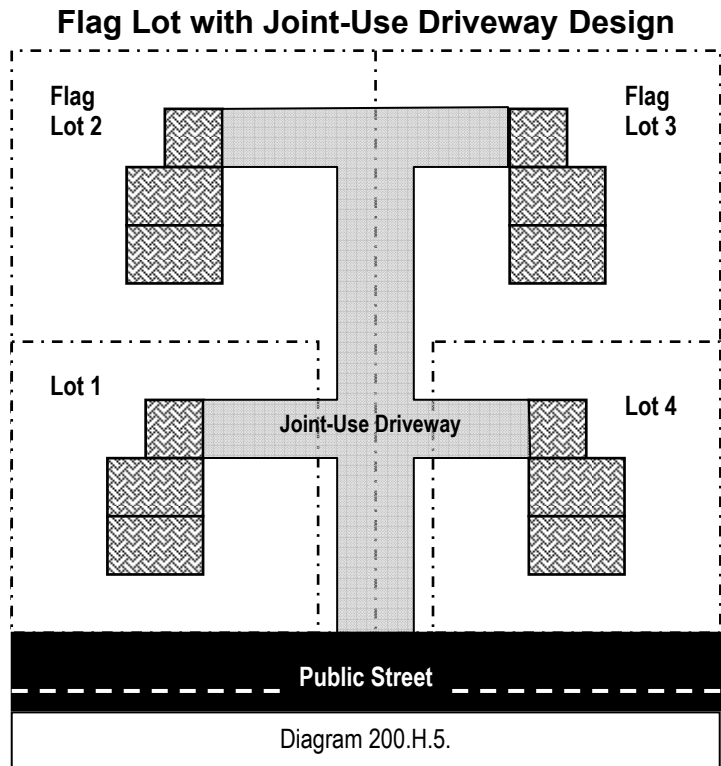 Flag Lot with Joint-Use Driveway Design
Flag
Lot 2
Flag
Lot 3
Lot 1
Lot 4
Joint-Use Driveway
Public Street
Diagram 200.H.5.